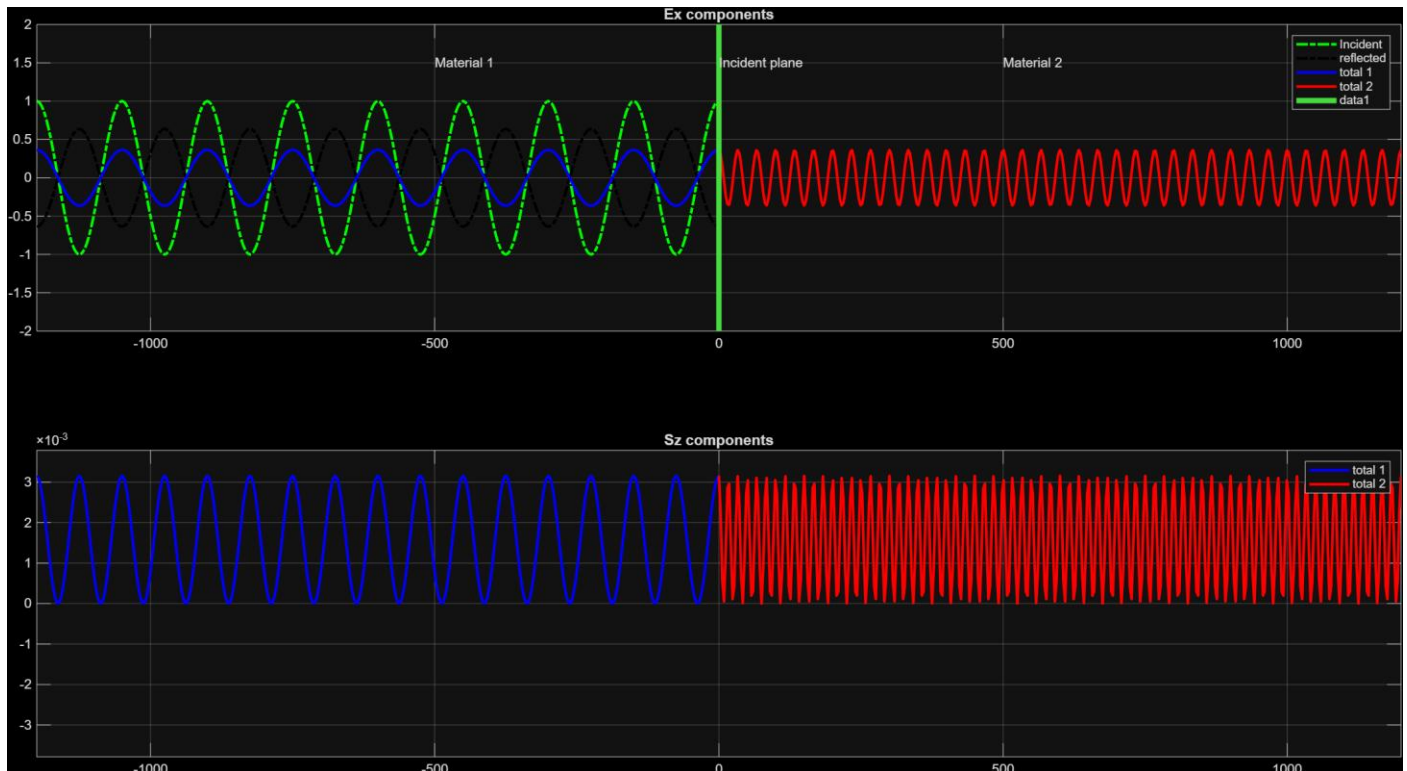 Ex components
2
1.5
1
0.5
0
-0.5
-1
-1.5
-2
Material 1
Incident plane
Material 2
Incident
reflected
total 1
total 2
data1
-1000
-500
0
500
1000
×10-3
Sz components
3
2
1
0
-1
-2
-3
total 1
total 2
-1000
-500
0
500
1000